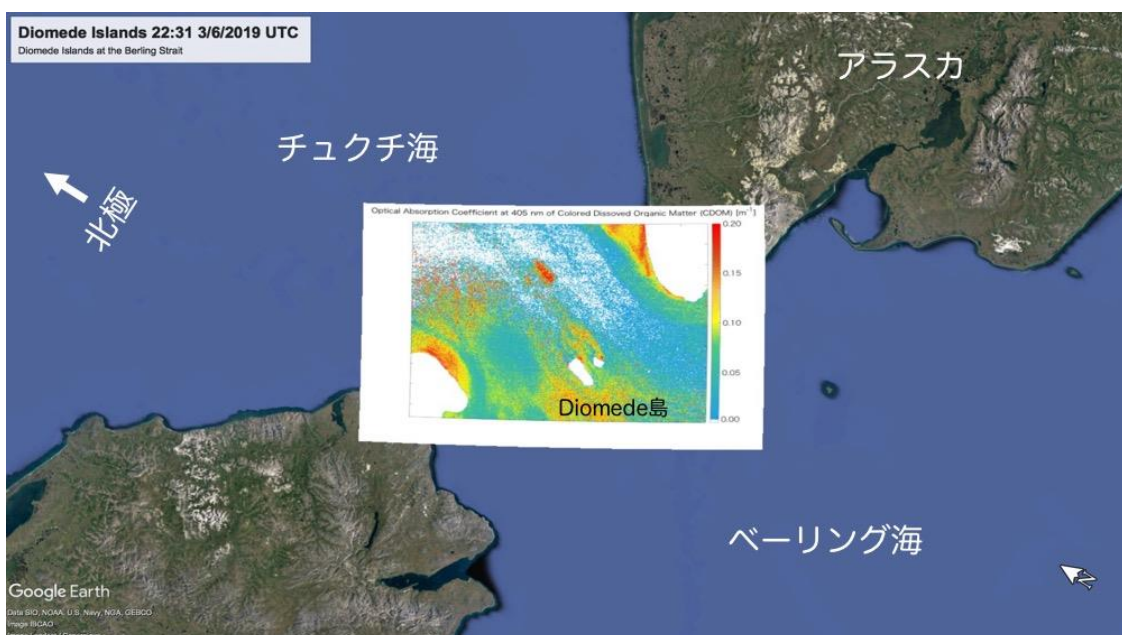 Diomede Islands 22:31 3/6/2019 UTC
Diomede Islands at the Berling Strait
アラスカ
チュクチ海
北極
Optical Absorption Coefficient at 405 nm of Colored Dissoved Organic Matter (CDOM) [m⁻¹]
0.20
0.15
0.10
0.05
0.00
Diomede島
ベーリング海
N
Google Earth
Data SIO, NOAA, U.S. Navy, NGA, GEBCO
Image IBCAO